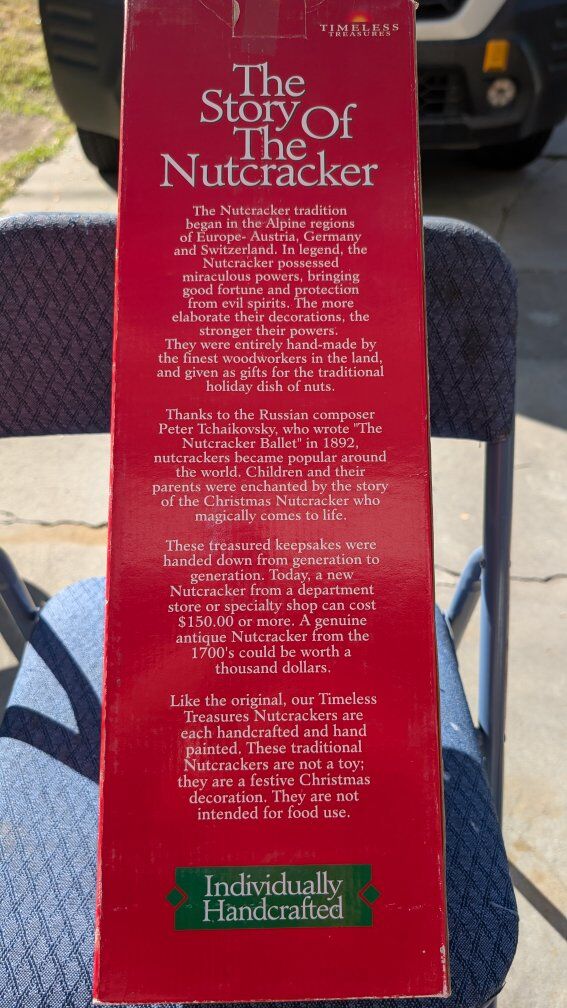 TIMELESS
TREASURES
The
Story Of
The
Nutcracker
The Nutcracker tradition
began in the Alpine regions
of Europe- Austria, Germany
and Switzerland. In legend, the
Nutcracker possessed
miraculous powers, bringing
good fortune and protection
from evil spirits. The more
elaborate their decorations, the
stronger their powers.
They were entirely hand-made by
the finest woodworkers in the land,
and given as gifts for the traditional
holiday dish of nuts.
Thanks to the Russian composer
Peter Tchaikovsky, who wrote "The
Nutcracker Ballet" in 1892,
nutcrackers became popular around
the world. Children and their
parents were enchanted by the story
of the Christmas Nutcracker who
magically comes to life.
These treasured keepsakes were
handed down from generation to
generation. Today, a new
Nutcracker from a department
store or specialty shop can cost
$150.00 or more. A genuine
antique Nutcracker from the
1700's could be worth a
thousand dollars.
Like the original, our Timeless
Treasures Nutcrackers are
each handcrafted and hand
painted. These traditional
Nutcrackers are not a toy;
they are a festive Christmas
decoration. They are not
intended for food use.
Individually
Handcrafted